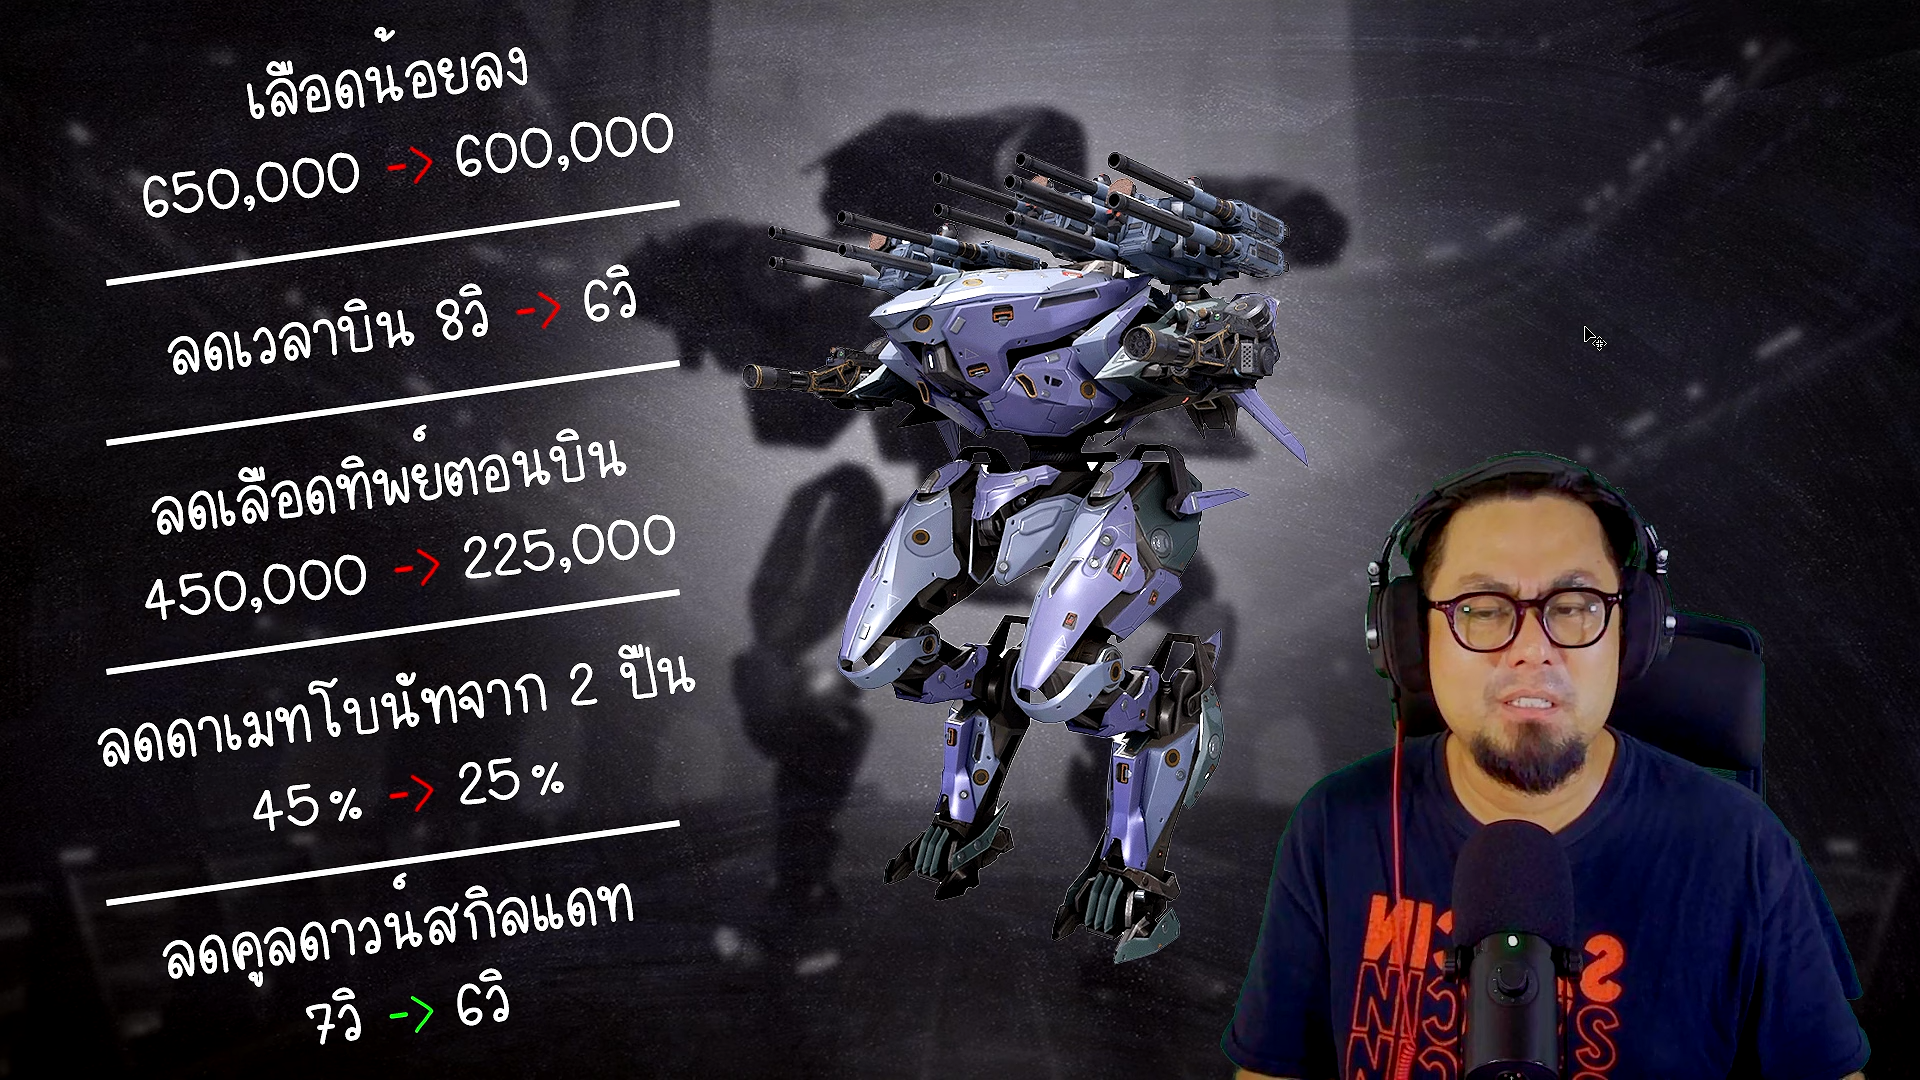 เลือดน้อยลง
650,000 -> 600,000
ลดเวลาบิน 8วิ -> 6วิ
ลดเลือดทิพย์ตอนบิน
450,000 -> 225,000
ลดดาเมทโบนัทจาก 2 ปืน
45% -> 25%
ลดคูลดาวน์สกิลแดท
7วิ -> 6วิ